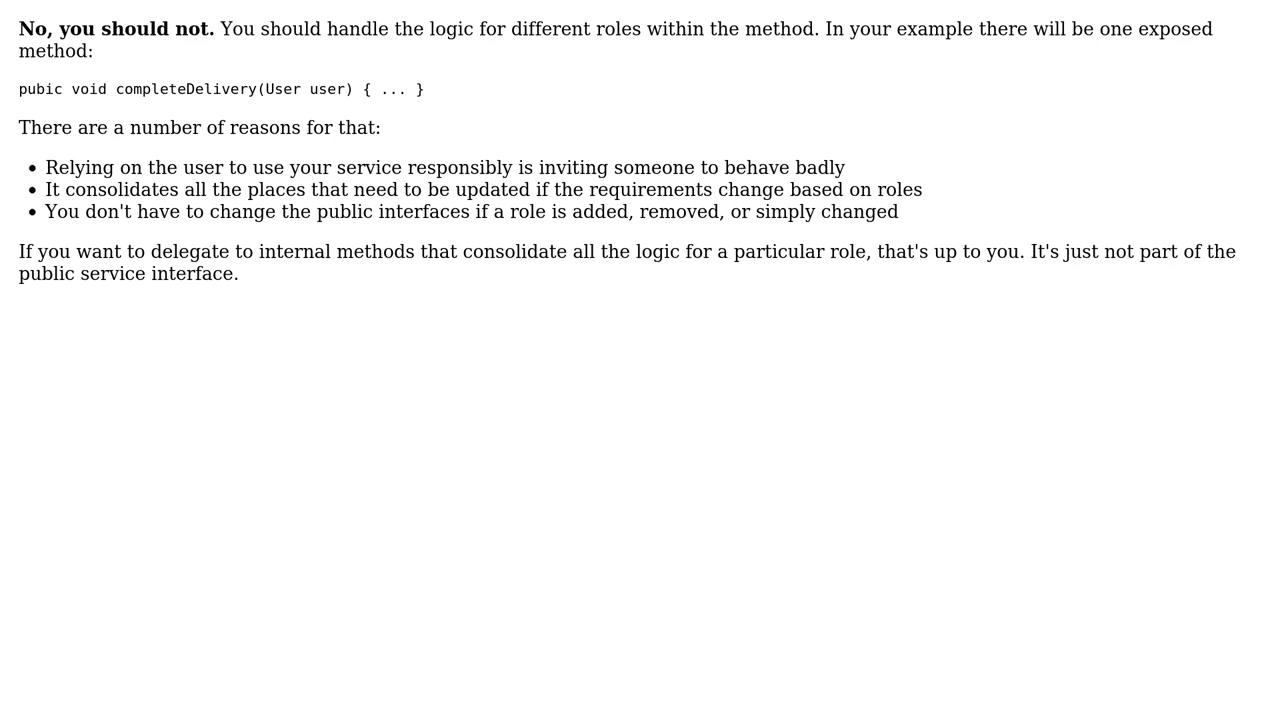 No, you should not. You should handle the logic for different roles within the method. In your example there will be one exposed
method:
pubic void completeDelivery(User user) { ... }
There are a number of reasons for that:
• Relying on the user to use your service responsibly is inviting someone to behave badly
• It consolidates all the places that need to be updated if the requirements change based on roles
• You don't have to change the public interfaces if a role is added, removed, or simply changed
If you want to delegate to internal methods that consolidate all the logic for a particular role, that's up to you. It's just not part of the
public service interface.